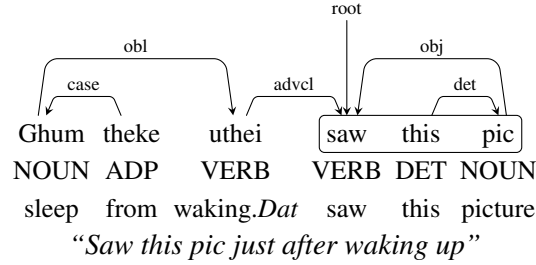 root
obl obj
case advcl det
Ghum theke uthei saw this pic
NOUN ADP VERB VERB DET NOUN
sleep from waking.Dat saw this picture
“Saw this pic just after waking up”